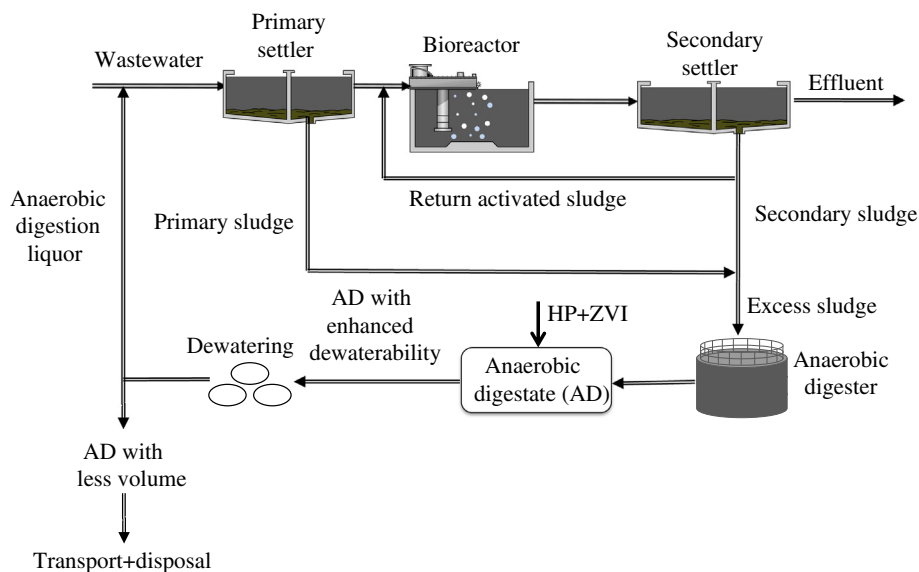 Primary
settler
Bioreactor
Secondary
settler
Wastewater
Effluent
Anaerobic
digestion
liquor
Primary sludge
Return activated sludge
Secondary sludge
AD with
enhanced
dewaterability
HP+ZVI
Excess sludge
Dewatering
Anaerobic
digestate (AD)
Anaerobic
digester
AD with
less volume
Transport+disposal